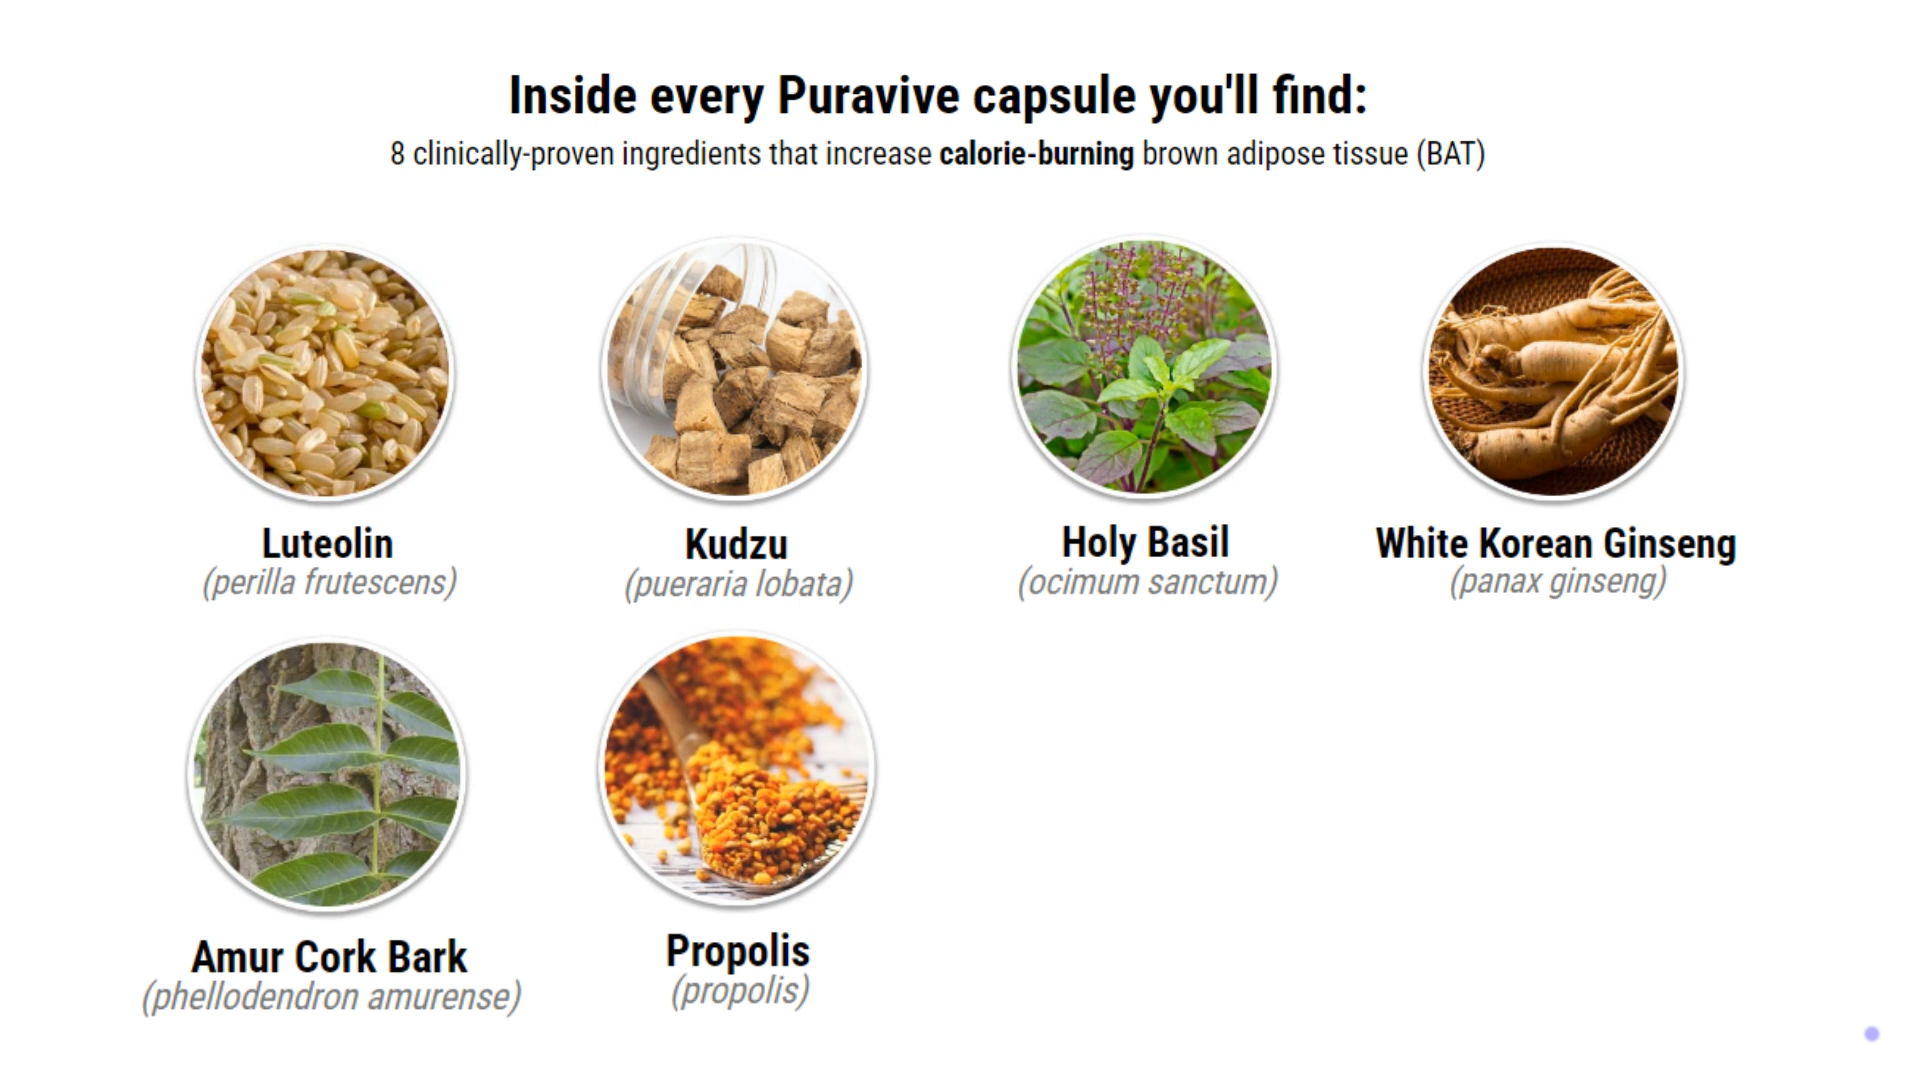 Inside every Puravive capsule you'll find:
8 clinically-proven ingredients that increase calorie-burning brown adipose tissue (BAT)
Luteolin
(perilla frutescens)
Kudzu
(pueraria lobata)
Holy Basil
(ocimum sanctum)
White Korean Ginseng
(panax ginseng)
Amur Cork Bark
(phellodendron amurense)
Propolis
(propolis)